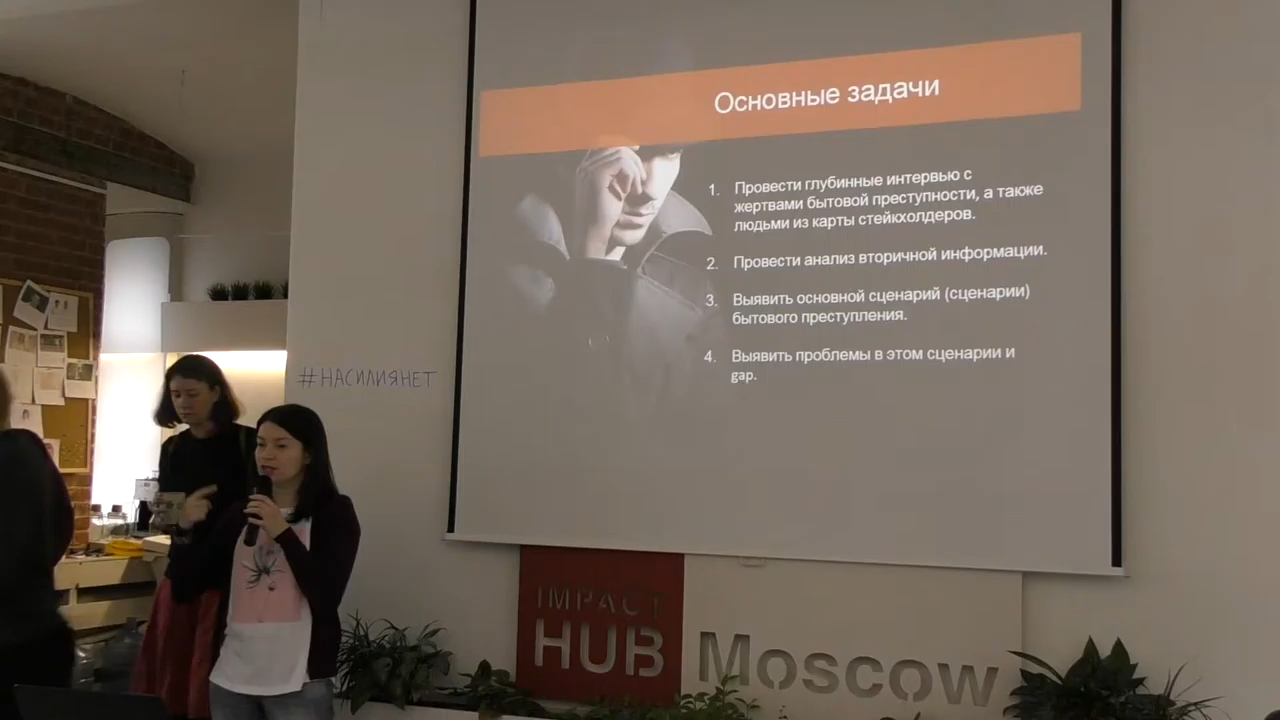 Основные задачи
1. Провести глубинные интервью с
жертвами бытовой преступности, а также
людьми из карты стейкхолдеров.
2. Провести анализ вторичной информации.
3. Выявить основной сценарий (сценарии)
бытового преступления.
4. Выявить проблемы в этом сценарии и
gap.
#НАСИЛИЯНЕТ
IMPACT
HUB Moscow